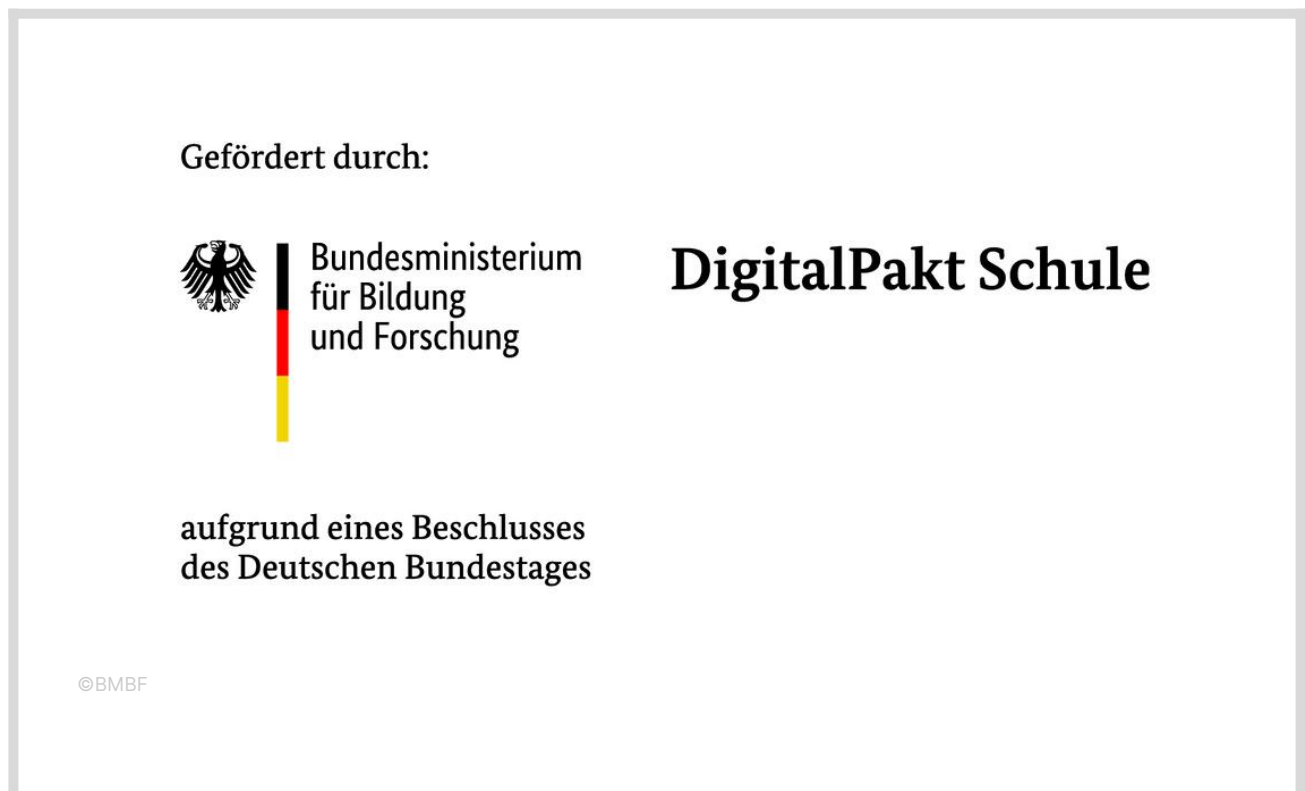 Gefördert durch:
Bundesministerium
für Bildung
und Forschung
DigitalPakt Schule
aufgrund eines Beschlusses
des Deutschen Bundestages
©BMBF